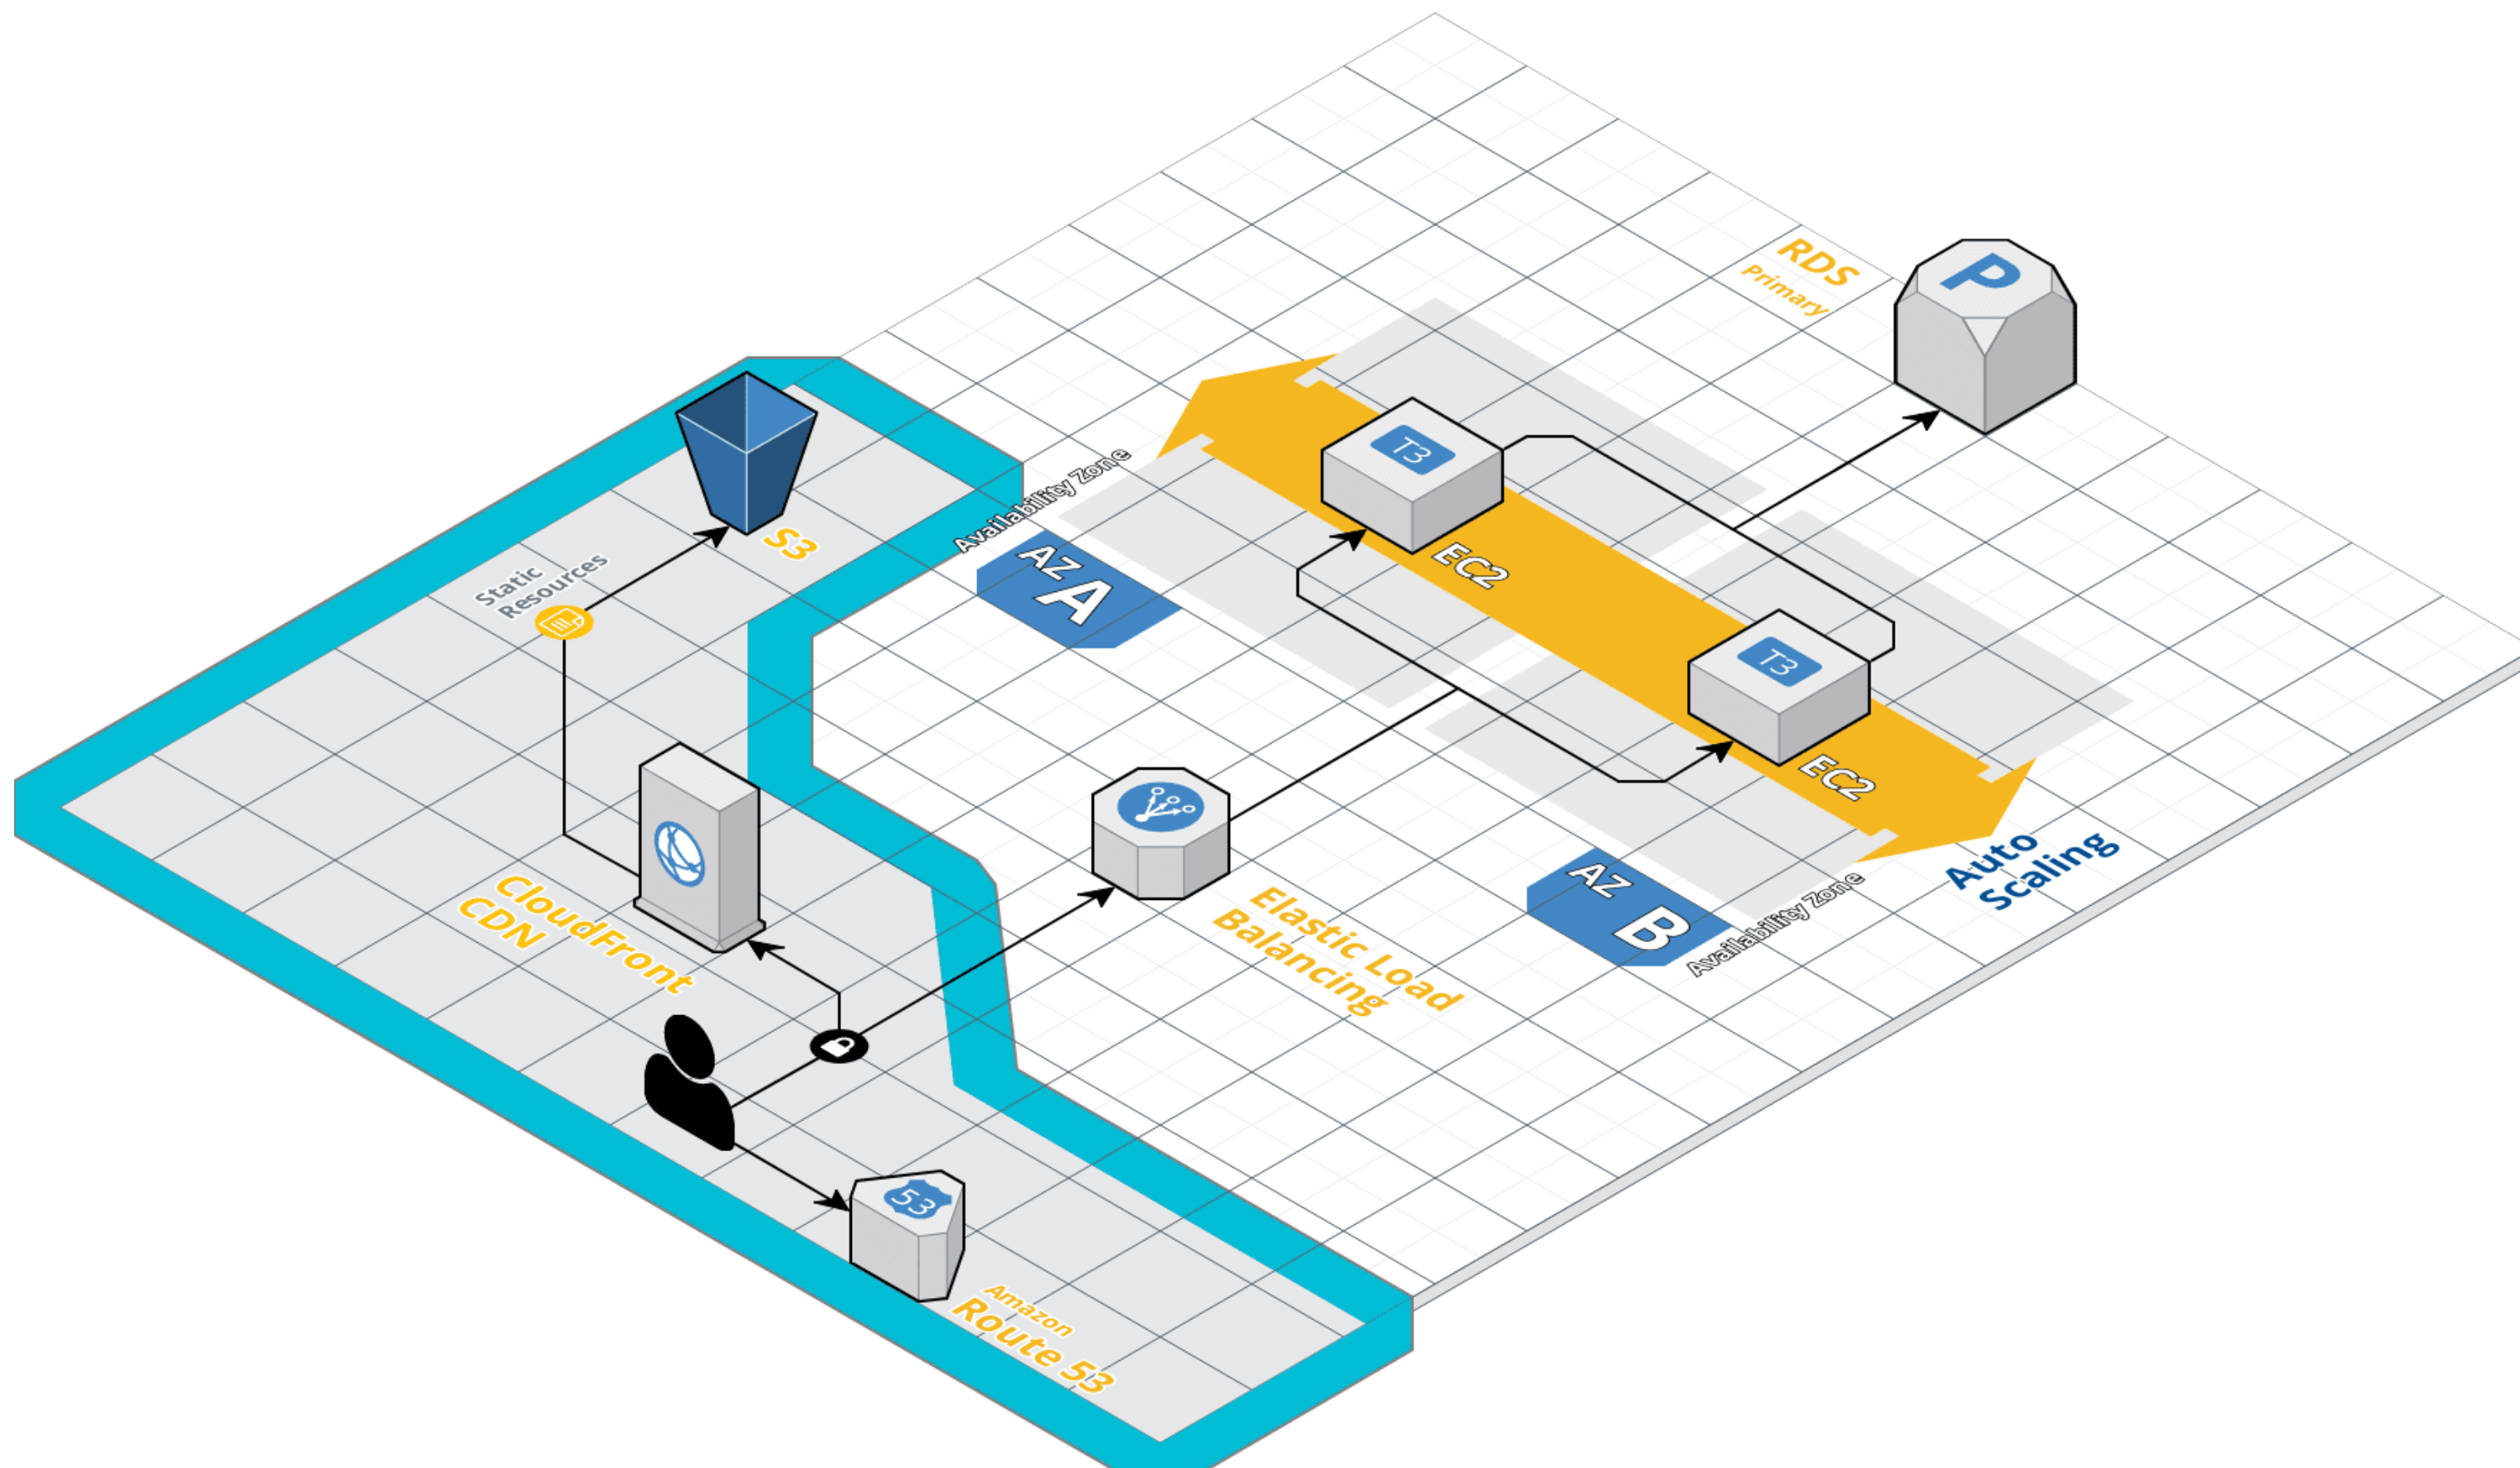 RDS
Primary
P
T3
EC2
T3
EC2
Availability Zone
AZ
A
S3
Static
Resources
CloudFront
CDN
Elastic Load
Balancing
AZ
B
Availability Zone
Auto
Scaling
53
Amazon
Route 53